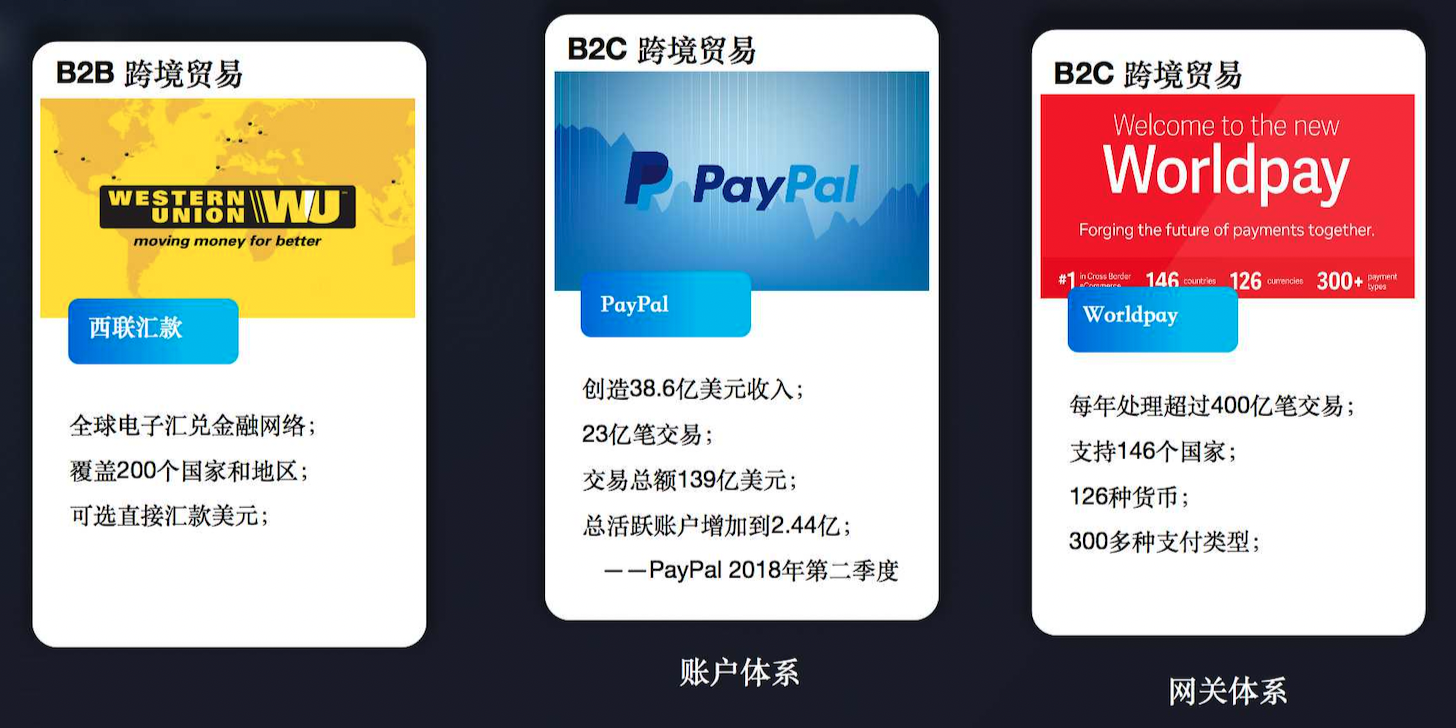 B2B 跨境贸易
WESTERN UNION WU
moving money for better
西联汇款
全球电子汇兑金融网络；
覆盖200个国家和地区；
可选直接汇款美元；
B2C 跨境贸易
PayPal
PayPal
创造38.6亿美元收入；
23亿笔交易；
交易总额139亿美元；
总活跃账户增加到2.44亿；
——PayPal 2018年第二季度
账户体系
B2C 跨境贸易
Welcome to the new
Worldpay
Forging the future of payments together.
#1 in Cross Border eCommerce 146 countries 126 currencies 300+ payment types
Worldpay
每年处理超过400亿笔交易；
支持146个国家；
126种货币；
300多种支付类型；
网关体系